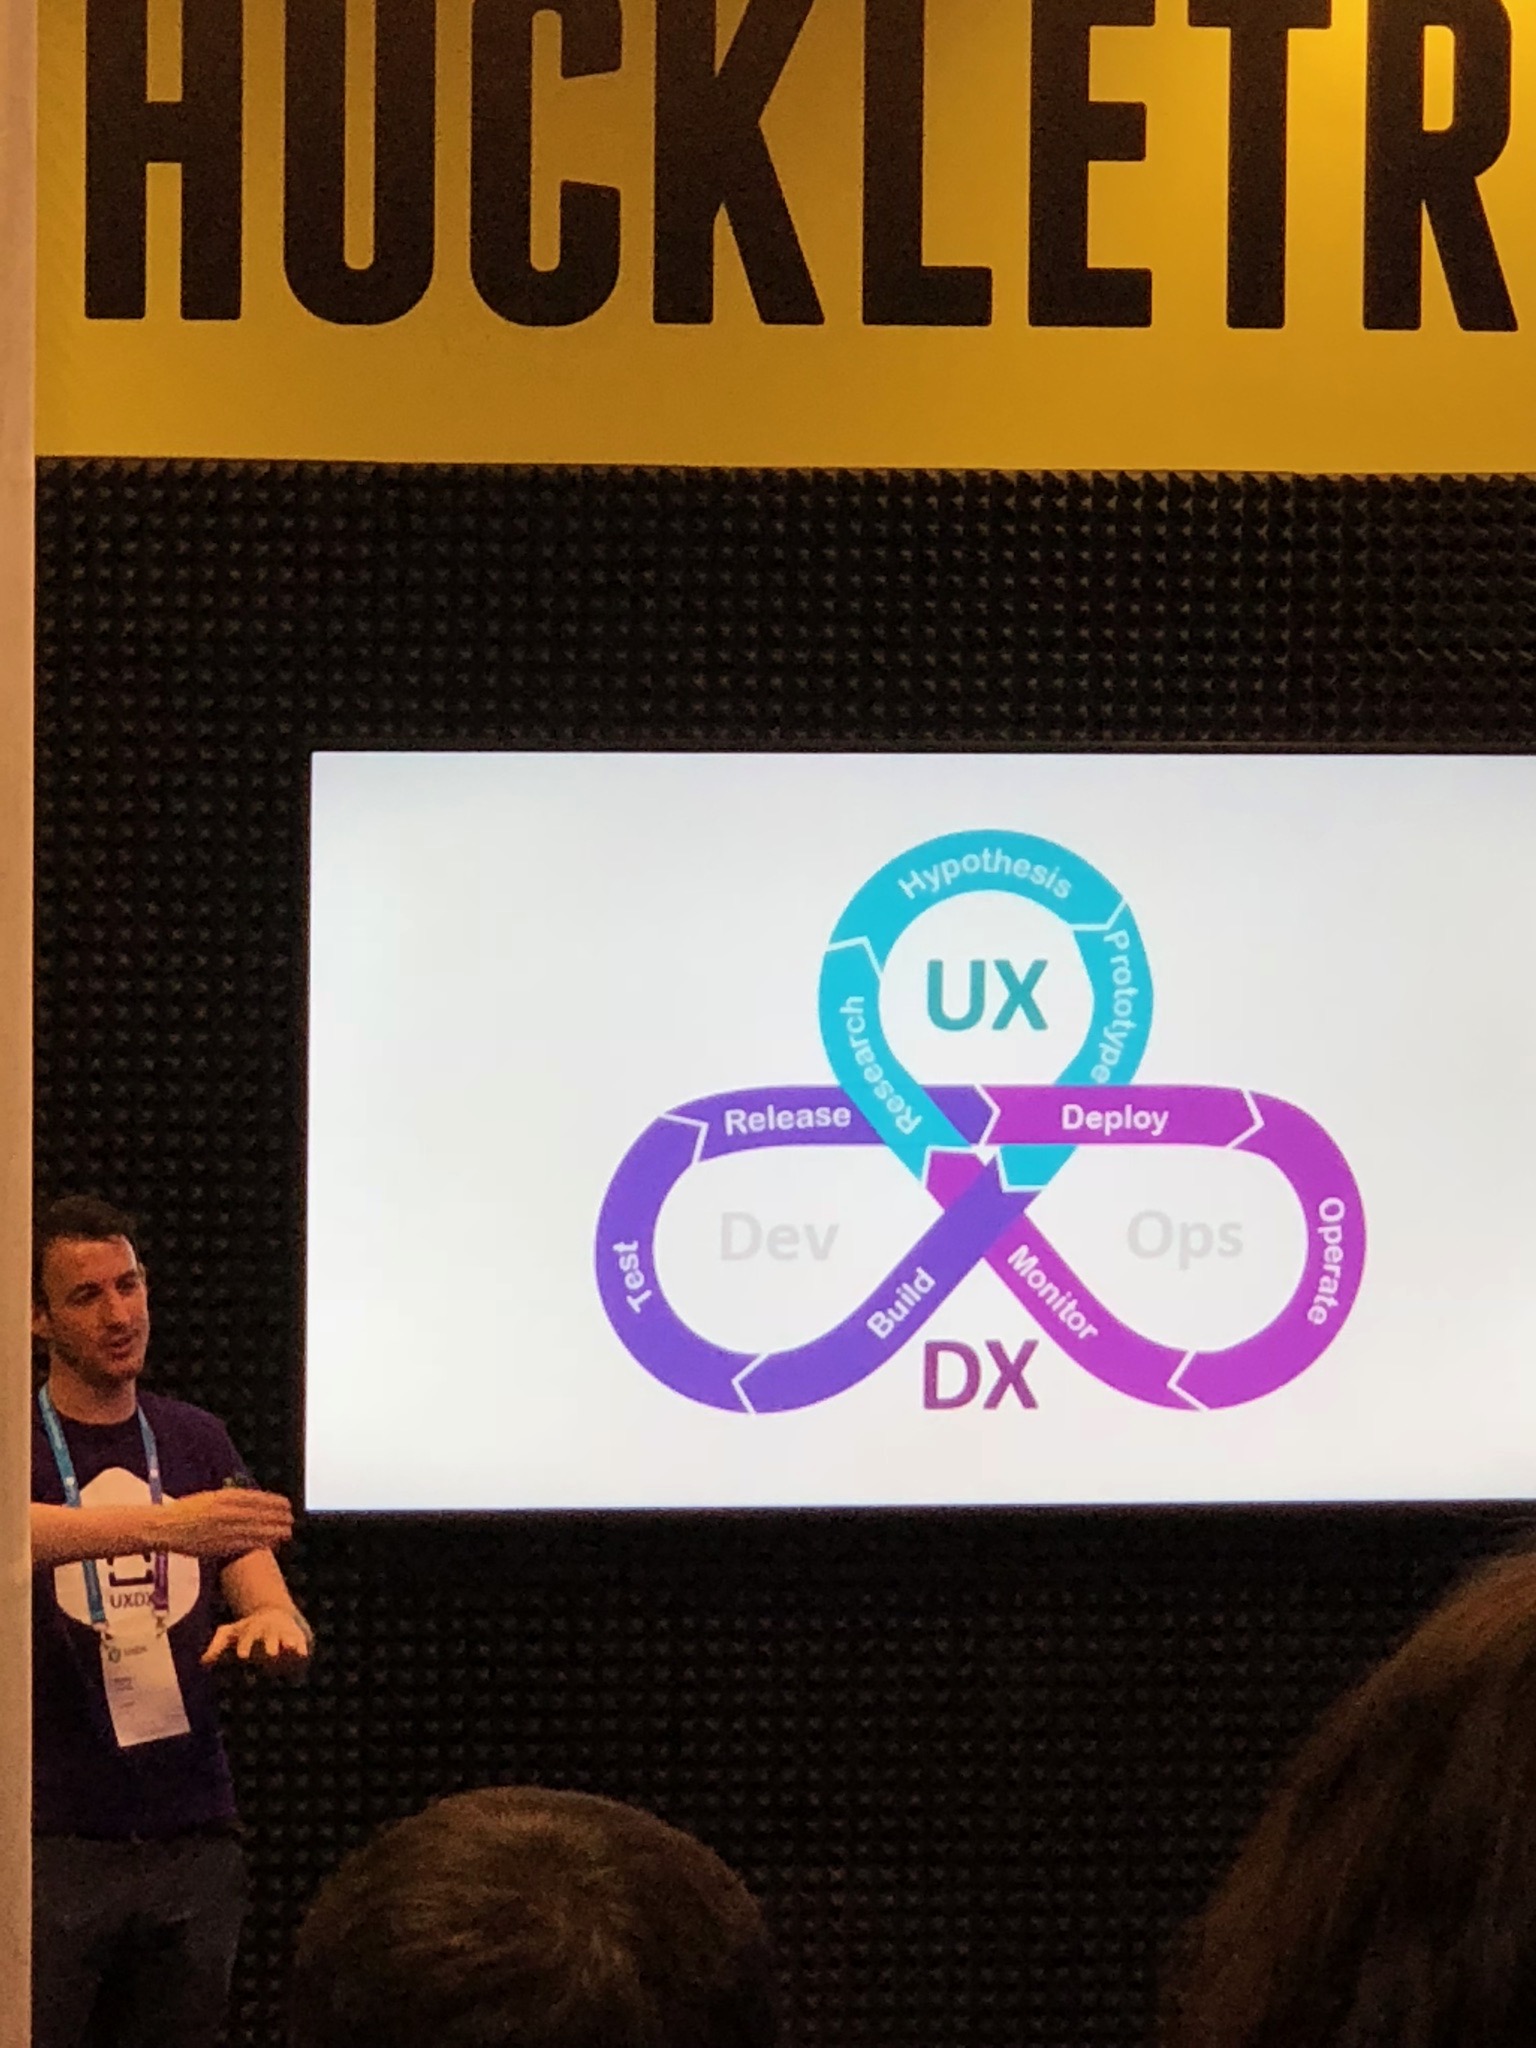 HUCKLETR
Hypothesis
Prototype
UX
Research
Release
Deploy
Dev
Ops
Test
Operate
Build
Monitor
DX
UXDX